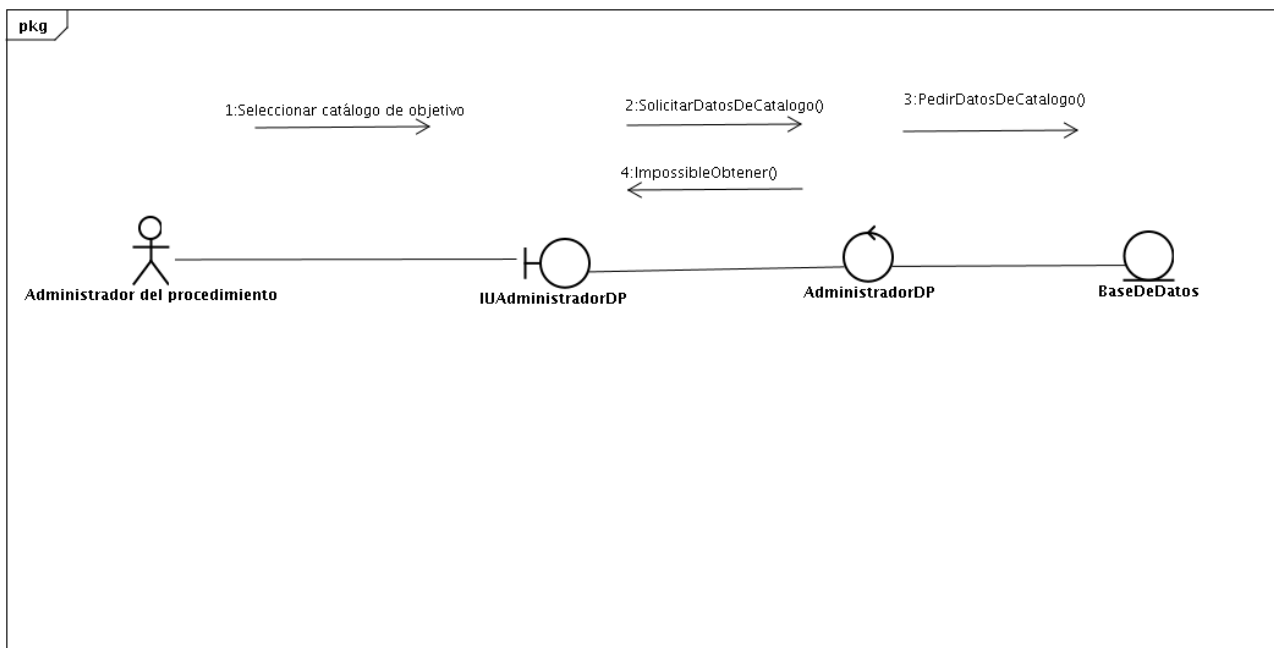 pkg
1:Seleccionar catálogo de objetivo
2:SolicitarDatosDeCatalogo()
3:PedirDatosDeCatalogo()
4:ImpossibleObtener()
Administrador del procedimiento
IUAdministradorDP
AdministradorDP
BaseDeDatos